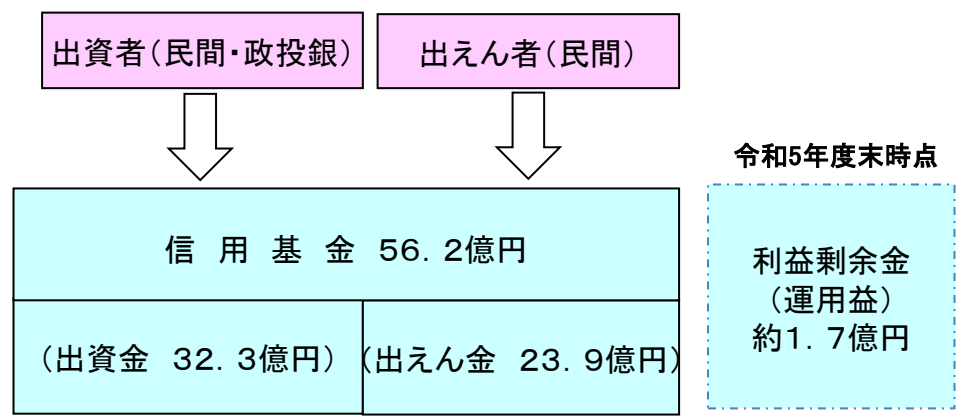 出資者（民間・政投銀）
出えん者（民間）
令和5年度末時点
信 用 基 金 ５６．２億円
（出資金 ３２．３億円）
（出えん金 ２３．９億円）
利益剰余金
（運用益）
約１．７億円